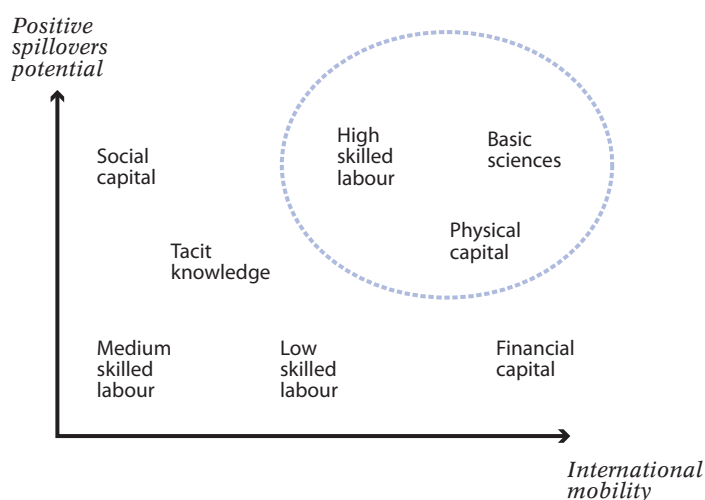 Positive
spillovers
potential
High
skilled
labour
Basic
sciences
Social
capital
Physical
capital
Tacit
knowledge
Medium
skilled
labour
Low
skilled
labour
Financial
capital
International
mobility